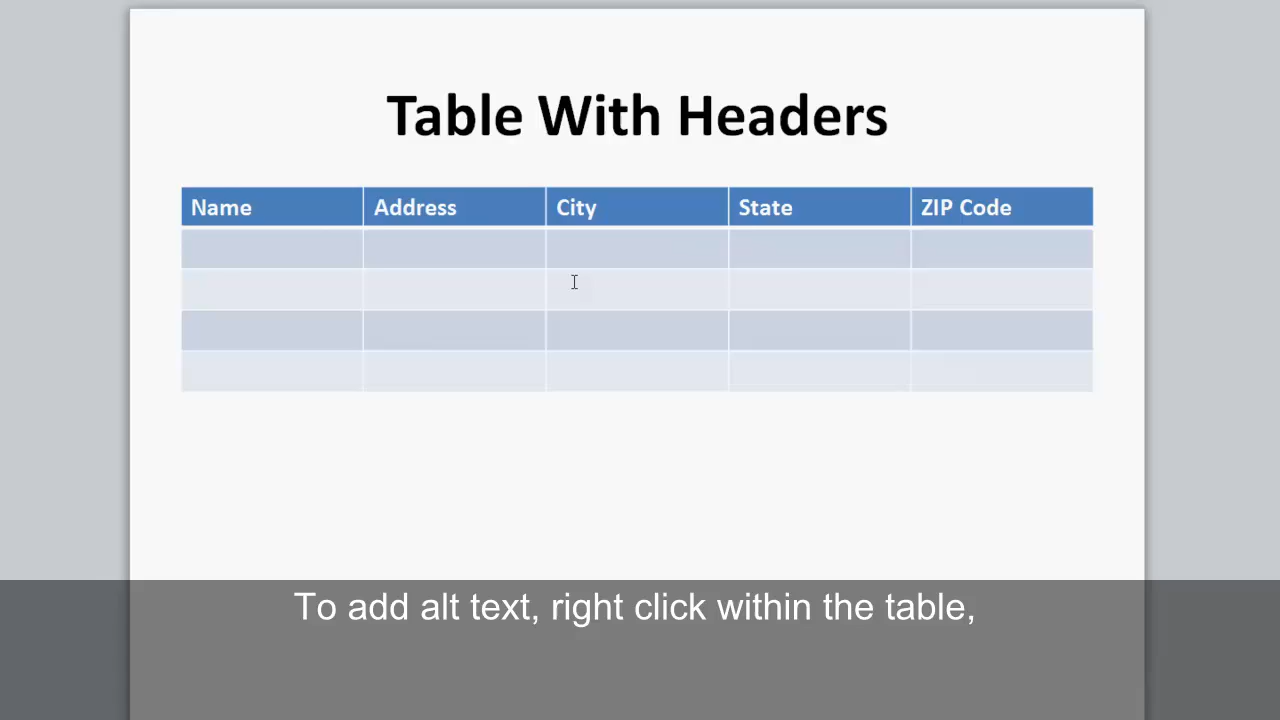 Table With Headers
Name Address City State ZIP Code
To add alt text, right click within the table,